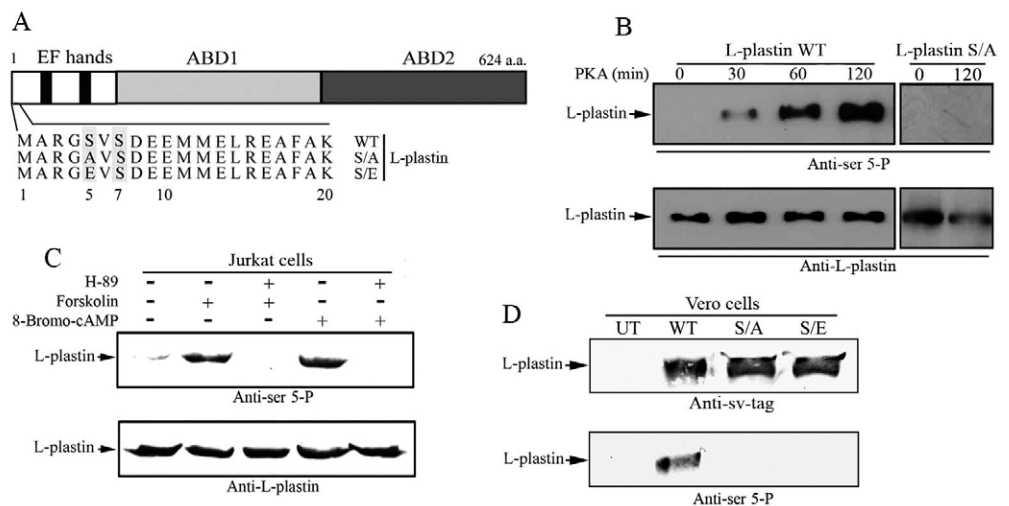 A
1 EF hands ABD1 ABD2 624 a.a.
M A R G S V S D E E M M E L R E A F A K WT
M A R G A V S D E E M M E L R E A F A K S/A L-plastin
M A R G E V S D E E M M E L R E A F A K S/E
1 5 7 10 20
B
L-plastin WT L-plastin S/A
PKA (min) 0 30 60 120 0 120
L-plastin
Anti-ser 5-P
L-plastin
Anti-L-plastin
C
Jurkat cells
H-89 - - + - +
Forskolin - + + - -
8-Bromo-cAMP - - - + +
L-plastin
Anti-ser 5-P
L-plastin
Anti-L-plastin
D
Vero cells
UT WT S/A S/E
L-plastin
Anti-sv-tag
L-plastin
Anti-ser 5-P